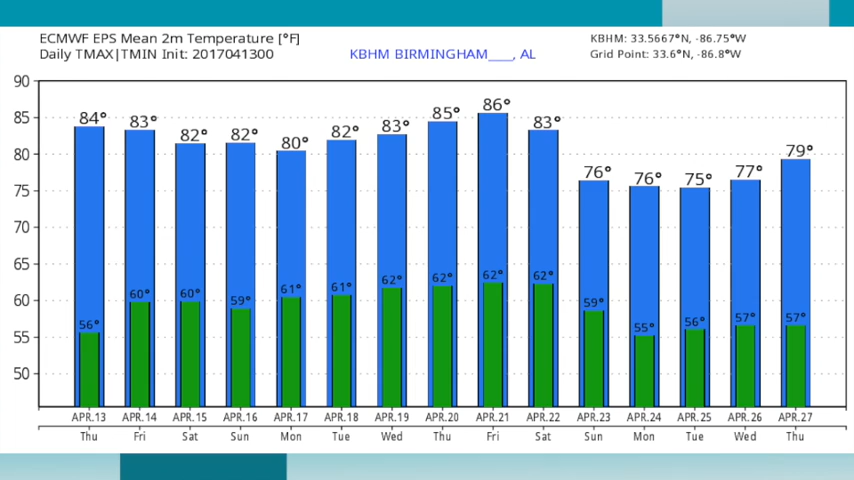 ECMWF EPS Mean 2m Temperature [°F]
Daily TMAX|TMIN Init: 2017041300
KBHM BIRMINGHAM___, AL
KBHM: 33.5667°N, -86.75°W
Grid Point: 33.6°N, -86.8°W
90
85
80
75
70
65
60
55
50
84° 83° 82° 82° 80° 82° 83° 85° 86° 83° 76° 76° 75° 77° 79°
56° 60° 60° 59° 61° 61° 62° 62° 62° 62° 59° 55° 56° 57° 57°
APR.13 APR.14 APR.15 APR.16 APR.17 APR.18 APR.19 APR.20 APR.21 APR.22 APR.23 APR.24 APR.25 APR.26 APR.27
Thu Fri Sat Sun Mon Tue Wed Thu Fri Sat Sun Mon Tue Wed Thu